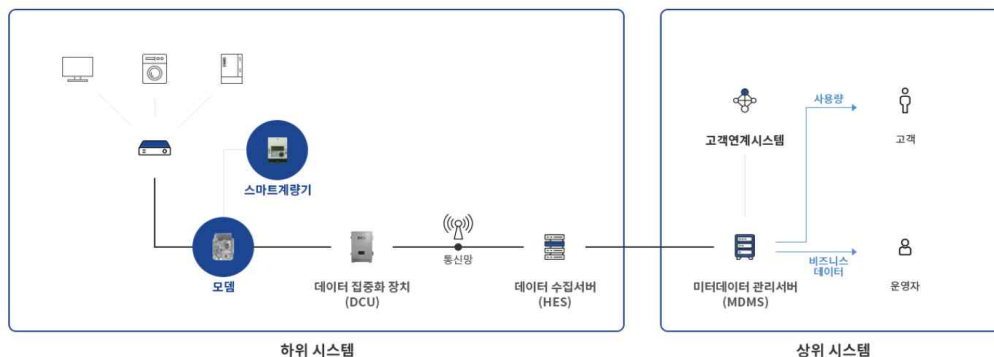 사용량
고객연계시스템
고객
스마트계량기
통신망
비즈니스
데이터
모뎀
데이터 집중화 장치
(DCU)
데이터 수집서버
(HES)
미터데이터 관리서버
(MDMS)
운영자
하위 시스템
상위 시스템